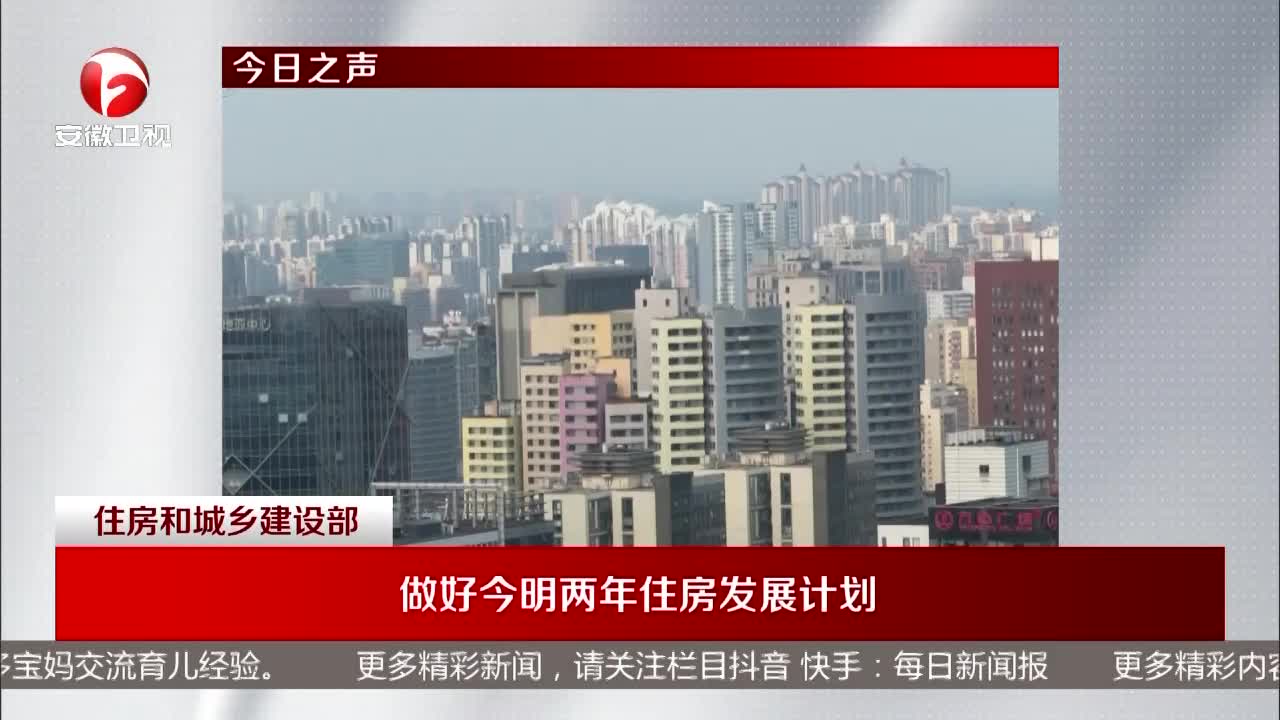 今日之声
安徽卫视
住房和城乡建设部
做好今明两年住房发展计划
宝妈交流育儿经验。 更多精彩新闻，请关注栏目抖音 快手：每日新闻报 更多精彩内容